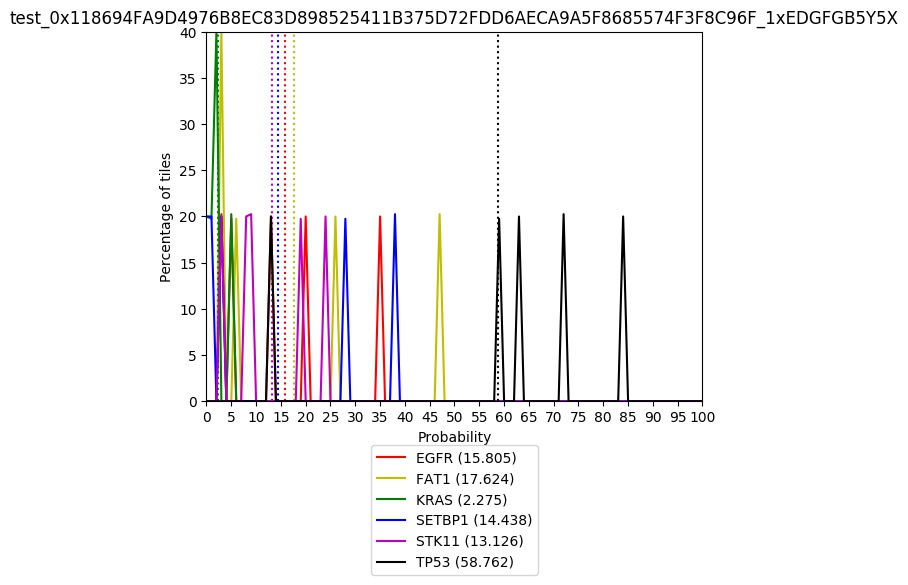 test_0x118694FA9D4976B8EC83D898525411B375D72FDD6AECA9A5F8685574F3F8C96F_1xEDGFGB5Y5X
40
35
30
25
20
15
10
5
0
Percentage of tiles
0 5 10 15 20 25 30 35 40 45 50 55 60 65 70 75 80 85 90 95 100
Probability
EGFR (15.805)
FAT1 (17.624)
KRAS (2.275)
SETBP1 (14.438)
STK11 (13.126)
TP53 (58.762)